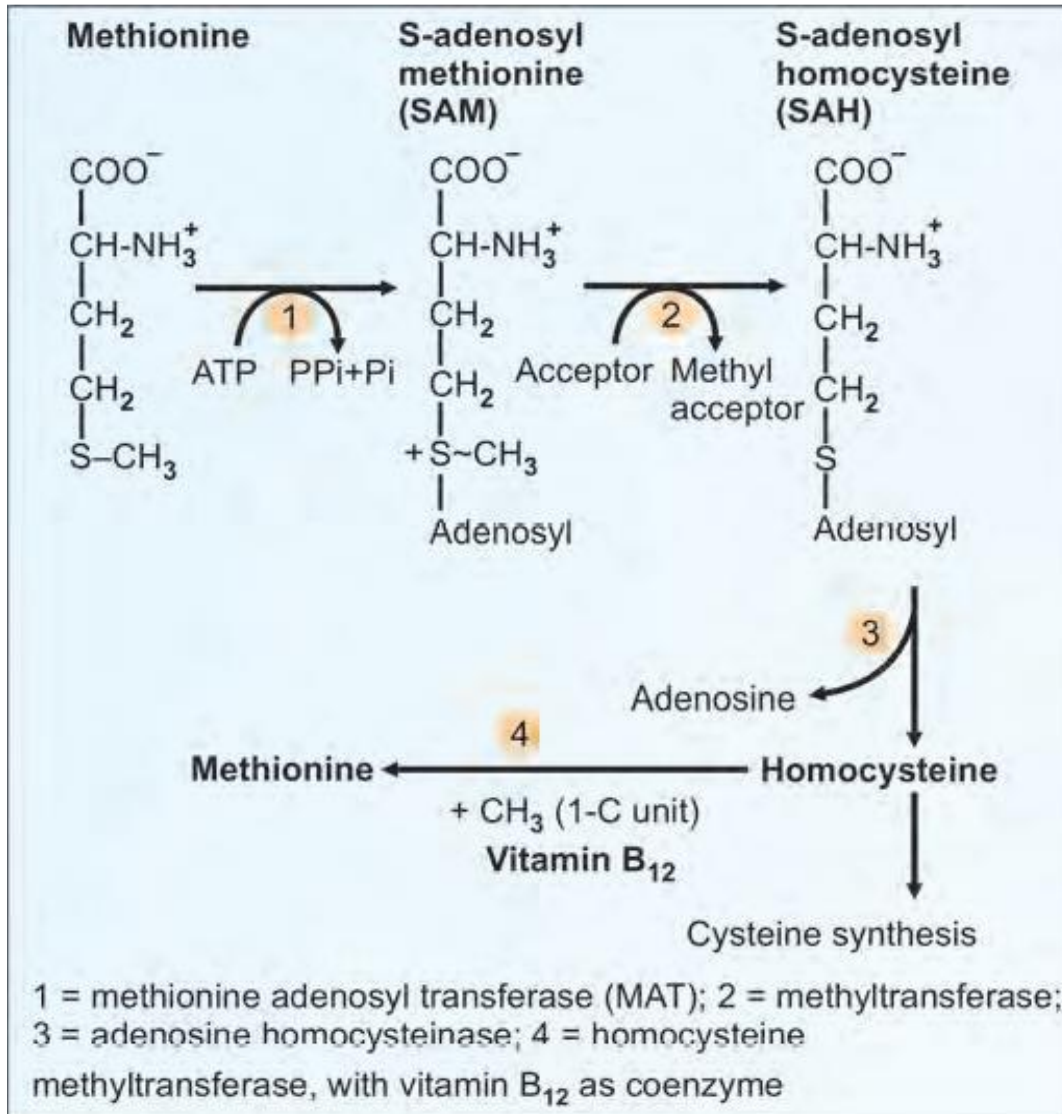 Methionine
S-adenosyl
methionine
(SAM)
S-adenosyl
homocysteine
(SAH)
COO⁻
CH-NH₃⁺
CH₂
CH₂
S–CH₃
1
ATP PPi+Pi
COO⁻
CH-NH₃⁺
CH₂
CH₂
+ S~CH₃
Adenosyl
2
Acceptor Methyl
acceptor
COO⁻
CH-NH₃⁺
CH₂
CH₂
S
Adenosyl
3
Adenosine
4
Methionine
Homocysteine
+ CH₃ (1-C unit)
Vitamin B₁₂
Cysteine synthesis
1 = methionine adenosyl transferase (MAT); 2 = methyltransferase;
3 = adenosine homocysteinase; 4 = homocysteine
methyltransferase, with vitamin B₁₂ as coenzyme